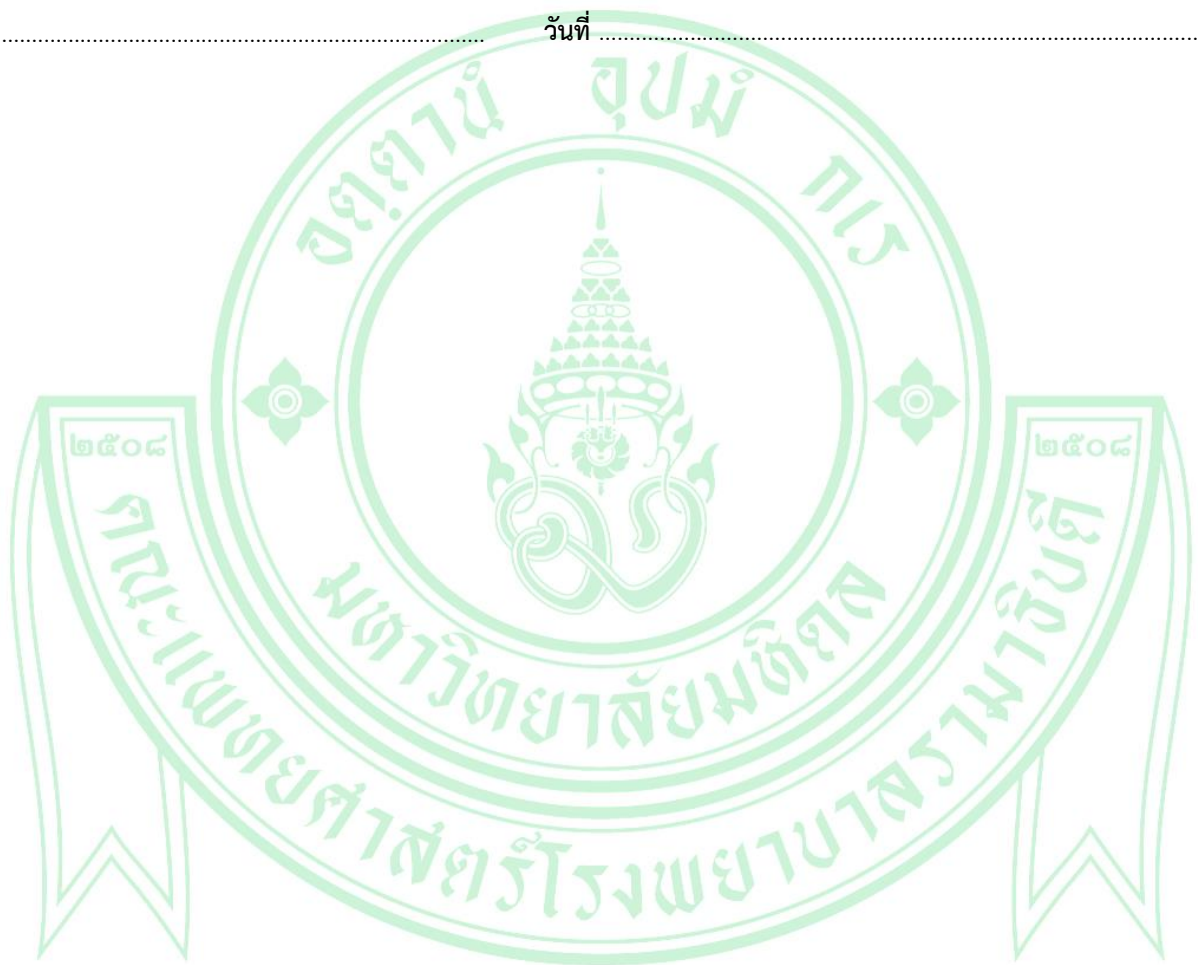 ........................................................................... วันที่ ...............................................................................................
อตฺตานํ อุปมํ กเร
๒๕๐๘
๒๕๐๘
มหาวิทยาลัยมหิดล
คณะแพทยศาสตร์โรงพยาบาลรามาธิบดี